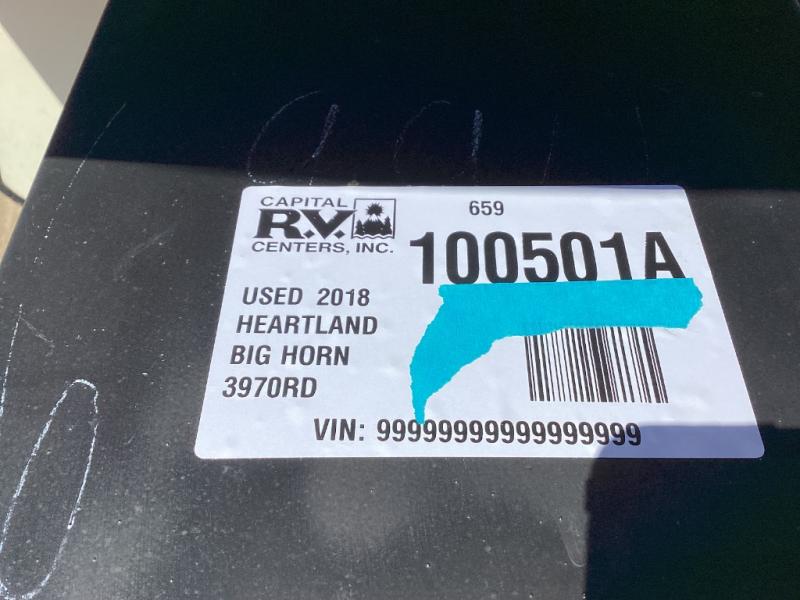 CAPITAL
R.V.
CENTERS, INC.
659
100501A
USED 2018
HEARTLAND
BIG HORN
3970RD
VIN: 99999999999999999